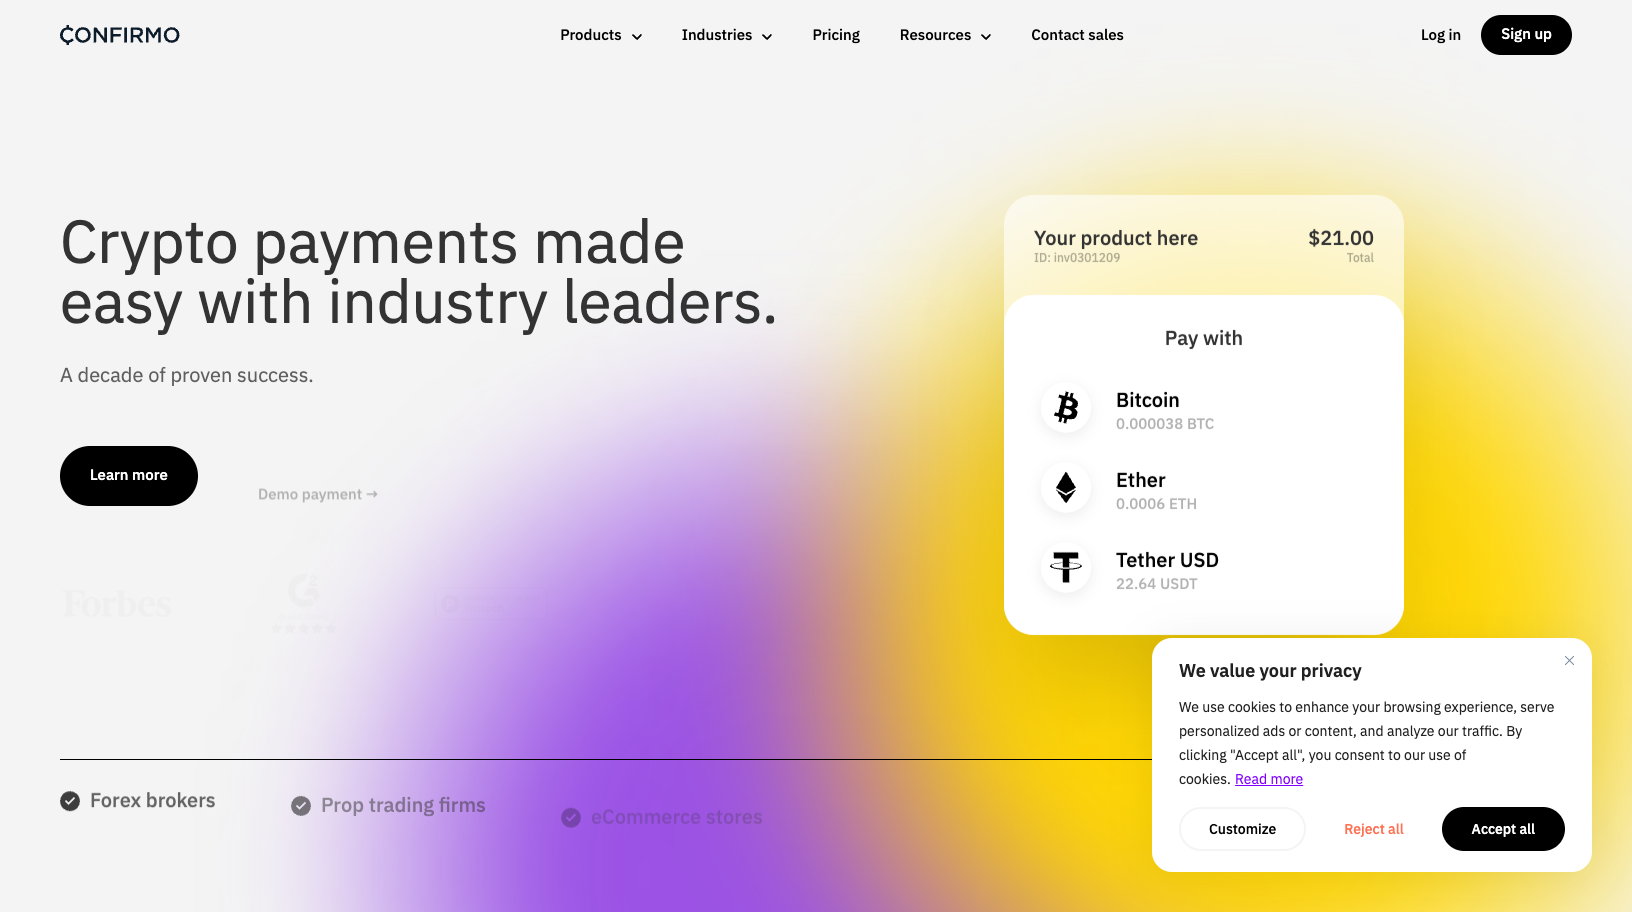 CONFIRMO
Products
Industries
Pricing
Resources
Contact sales
Log in
Sign up
Crypto payments made
easy with industry leaders.
A decade of proven success.
Learn more
Demo payment →
Forbes
Forex brokers
Prop trading firms
eCommerce stores
Your product here
$21.00
ID: inv0301209
Total
Pay with
Bitcoin
0.000038 BTC
Ether
0.0006 ETH
Tether USD
22.64 USDT
We value your privacy
We use cookies to enhance your browsing experience, serve
personalized ads or content, and analyze our traffic. By
clicking "Accept all", you consent to our use of
cookies. Read more
Customize
Reject all
Accept all